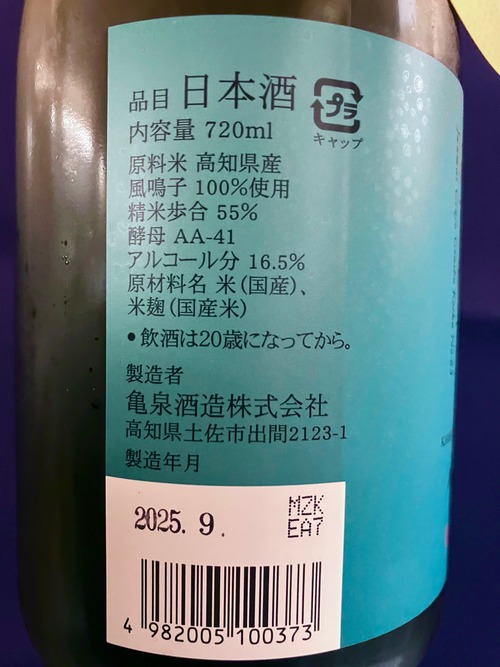 品目 日本酒
プラ
キャップ
内容量 720ml
原料米 高知県産
風鳴子 100%使用
精米歩合 55%
酵母 AA-41
アルコール分 16.5%
原材料名 米(国産)、
米麹(国産米)
●飲酒は20歳になってから。
製造者
亀泉酒造株式会社
高知県土佐市出間2123-1
製造年月
2025. 9.
MZK
EA7
4 982005 100373